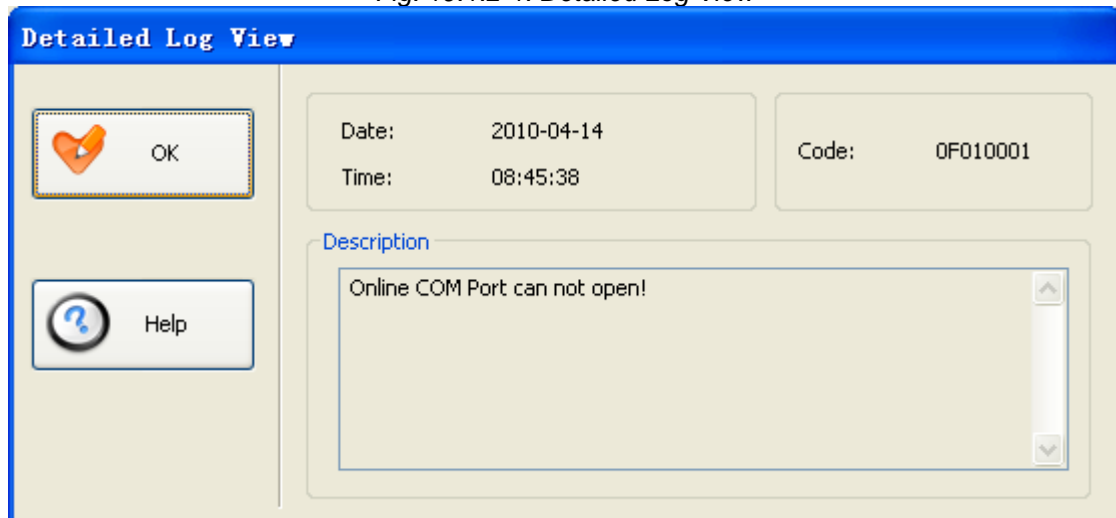 Detailed Log View
OK
Date: 2010-04-14
Time: 08:45:38
Code: 0F010001
Description
Online COM Port can not open!
Help